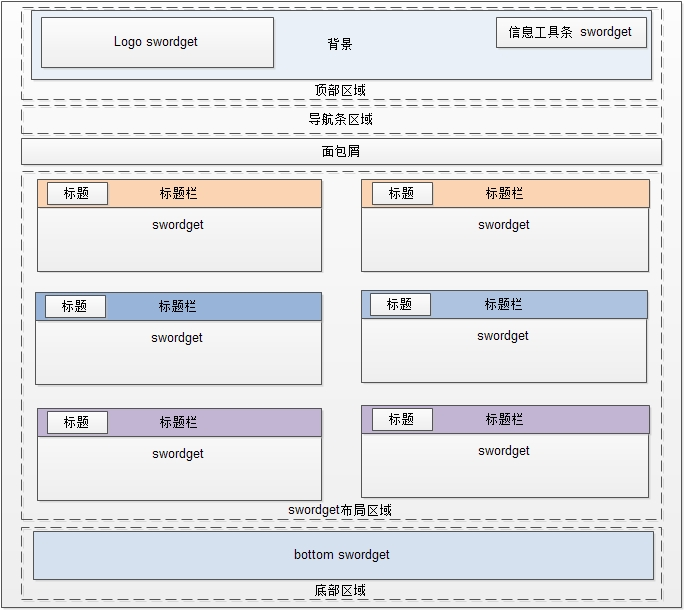 Logo swordget
背景
信息工具条 swordget
顶部区域
导航条区域
面包屑
标题 标题栏
swordget
标题 标题栏
swordget
标题 标题栏
swordget
标题 标题栏
swordget
标题 标题栏
swordget
标题 标题栏
swordget
swordget布局区域
bottom swordget
底部区域